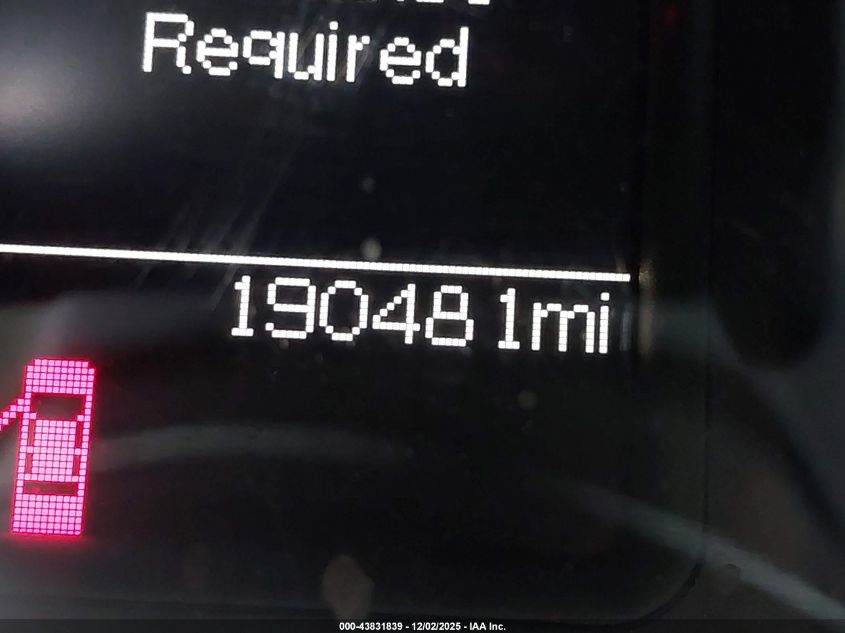 Required
190481mi
000-43831839 - 12/02/2025 - IAA Inc.